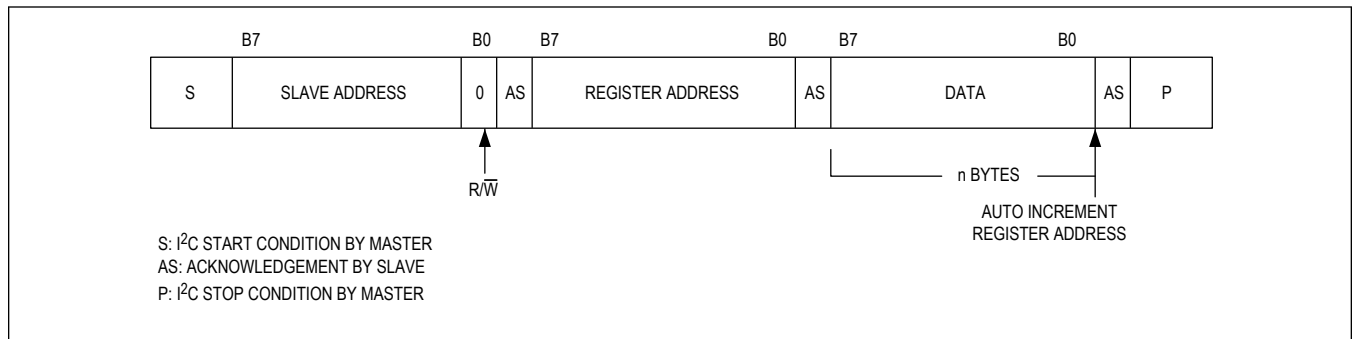 B7 B0 B7 B0 B7 B0
S SLAVE ADDRESS 0 AS REGISTER ADDRESS AS DATA AS P
R/W̅
n BYTES
AUTO INCREMENT
REGISTER ADDRESS
S: I²C START CONDITION BY MASTER
AS: ACKNOWLEDGEMENT BY SLAVE
P: I²C STOP CONDITION BY MASTER